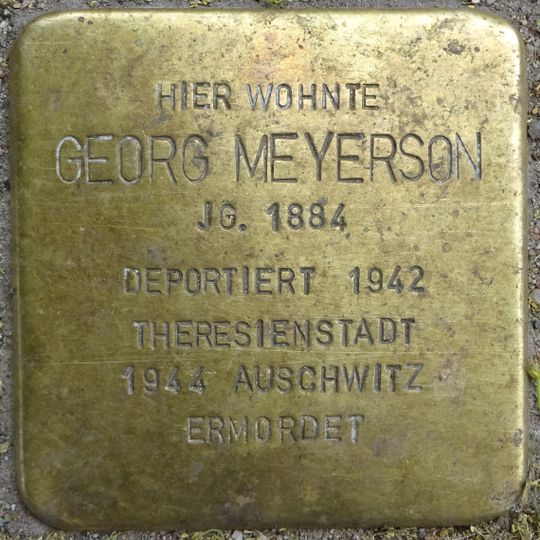 HIER WOHNTE
GEORG MEYERSON
JG. 1884
DEPORTIERT 1942
THERESIENSTADT
1944 AUSCHWITZ
ERMORDET